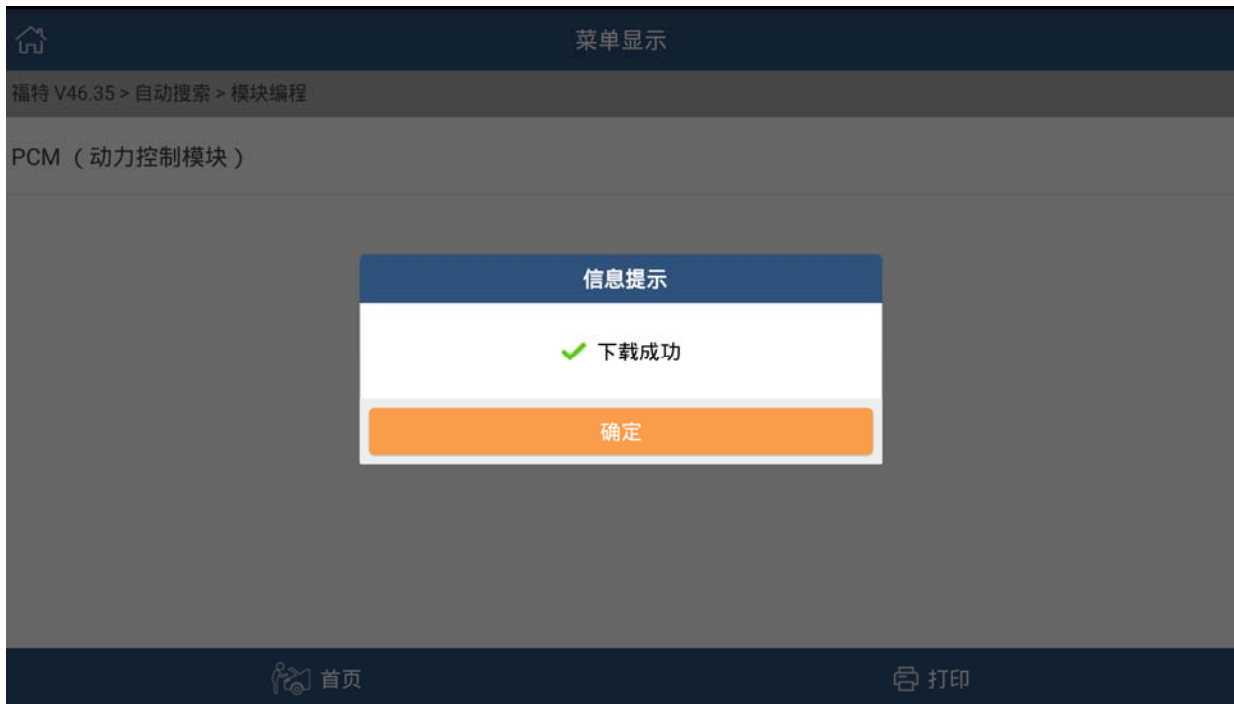 菜单显示
福特 V46.35 > 自动搜索 > 模块编程
PCM （动力控制模块）
信息提示
下载成功
确定
首页
打印